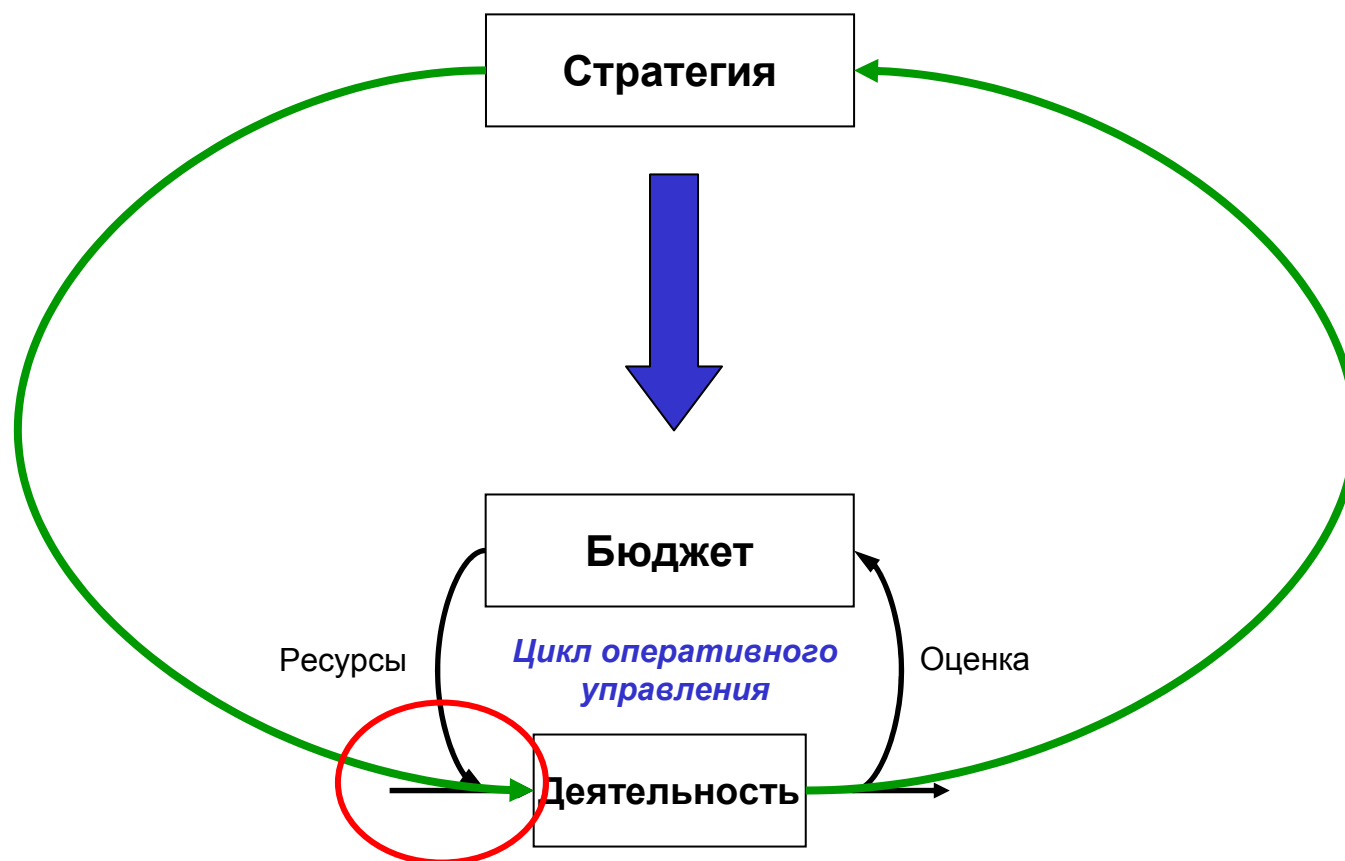 Стратегия
Бюджет
Ресурсы
Цикл оперативного
управления
Оценка
Деятельность